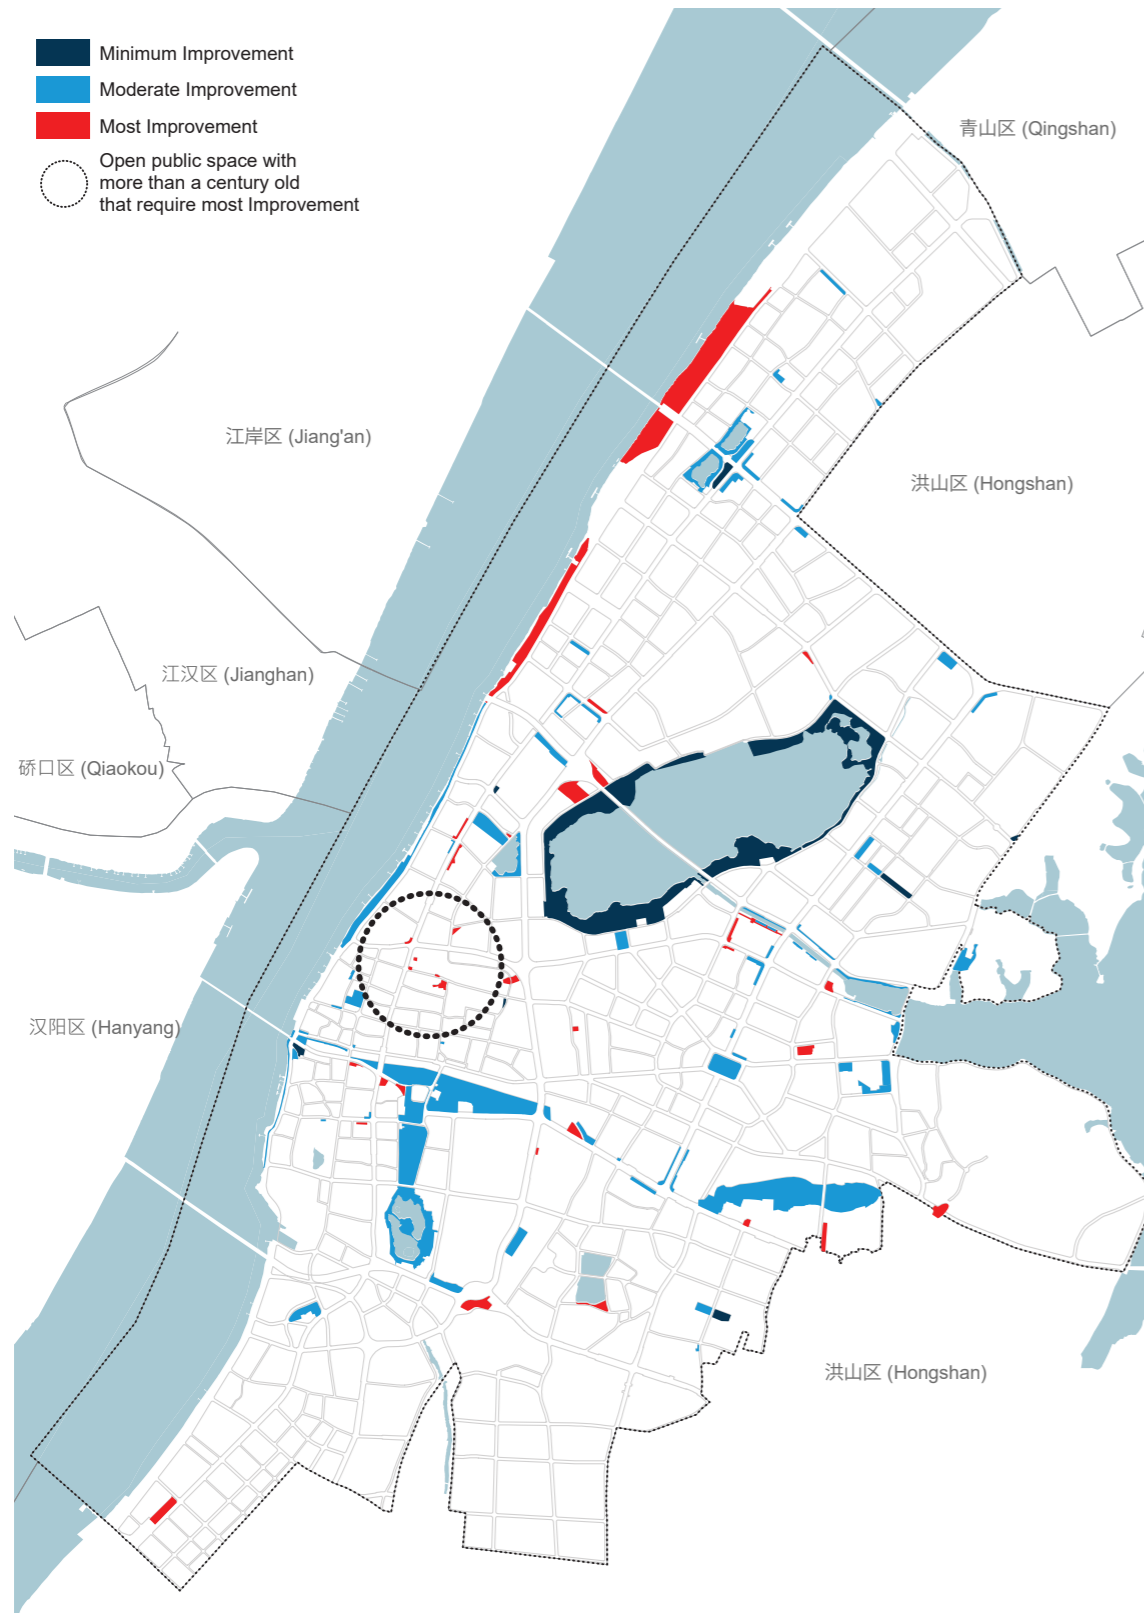 Minimum Improvement
Moderate Improvement
Most Improvement
Open public space with
more than a century old
that require most Improvement
青山区 (Qingshan)
江岸区 (Jiang'an)
洪山区 (Hongshan)
江汉区 (Jianghan)
硚口区 (Qiaokou)
汉阳区 (Hanyang)
洪山区 (Hongshan)